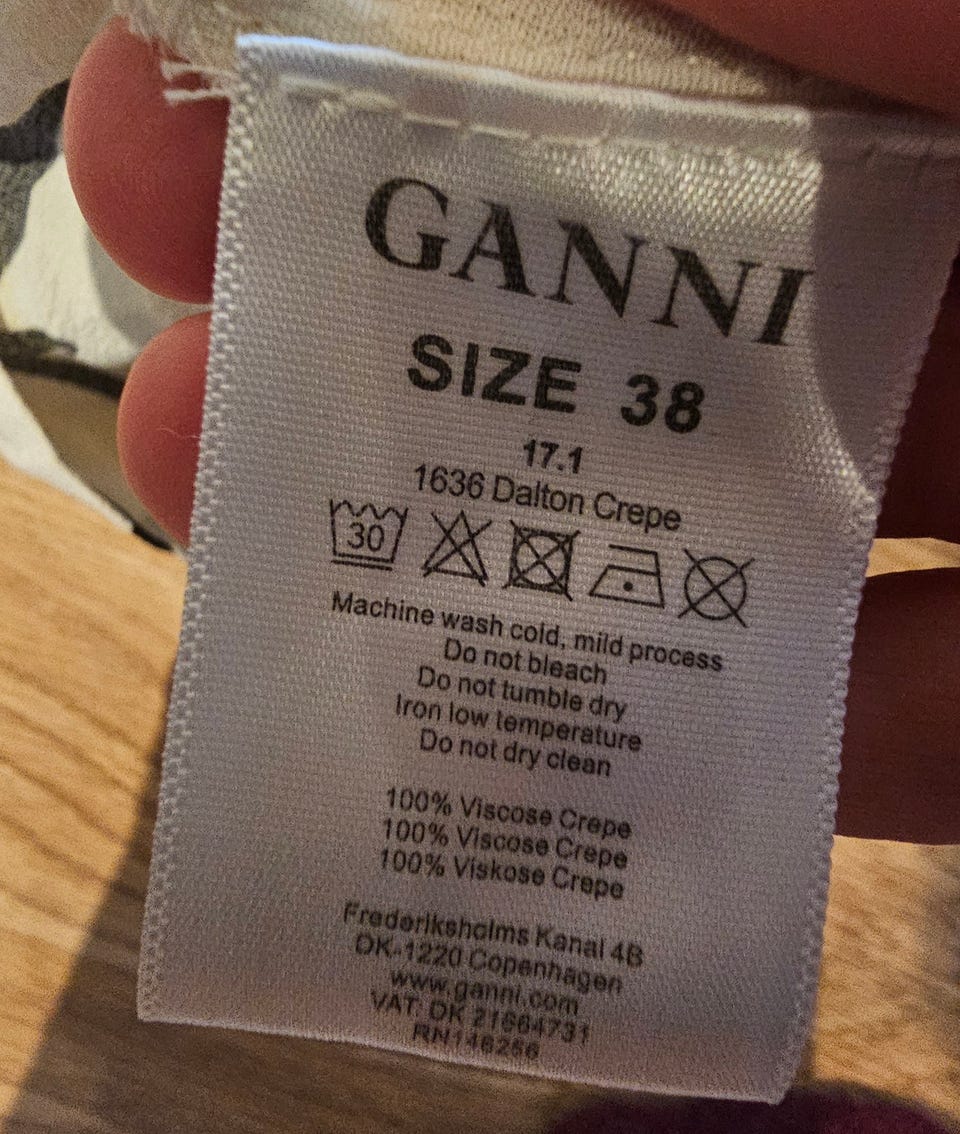 GANNI
SIZE 38
17.1
1636 Dalton Crepe
30
Machine wash cold, mild process
Do not bleach
Do not tumble dry
Iron low temperature
Do not dry clean
100% Viscose Crepe
100% Viscose Crepe
100% Viskose Crepe
Frederiksholms Kanal 4B
DK-1220 Copenhagen
www.ganni.com
VAT: DK 21664731
RN146256